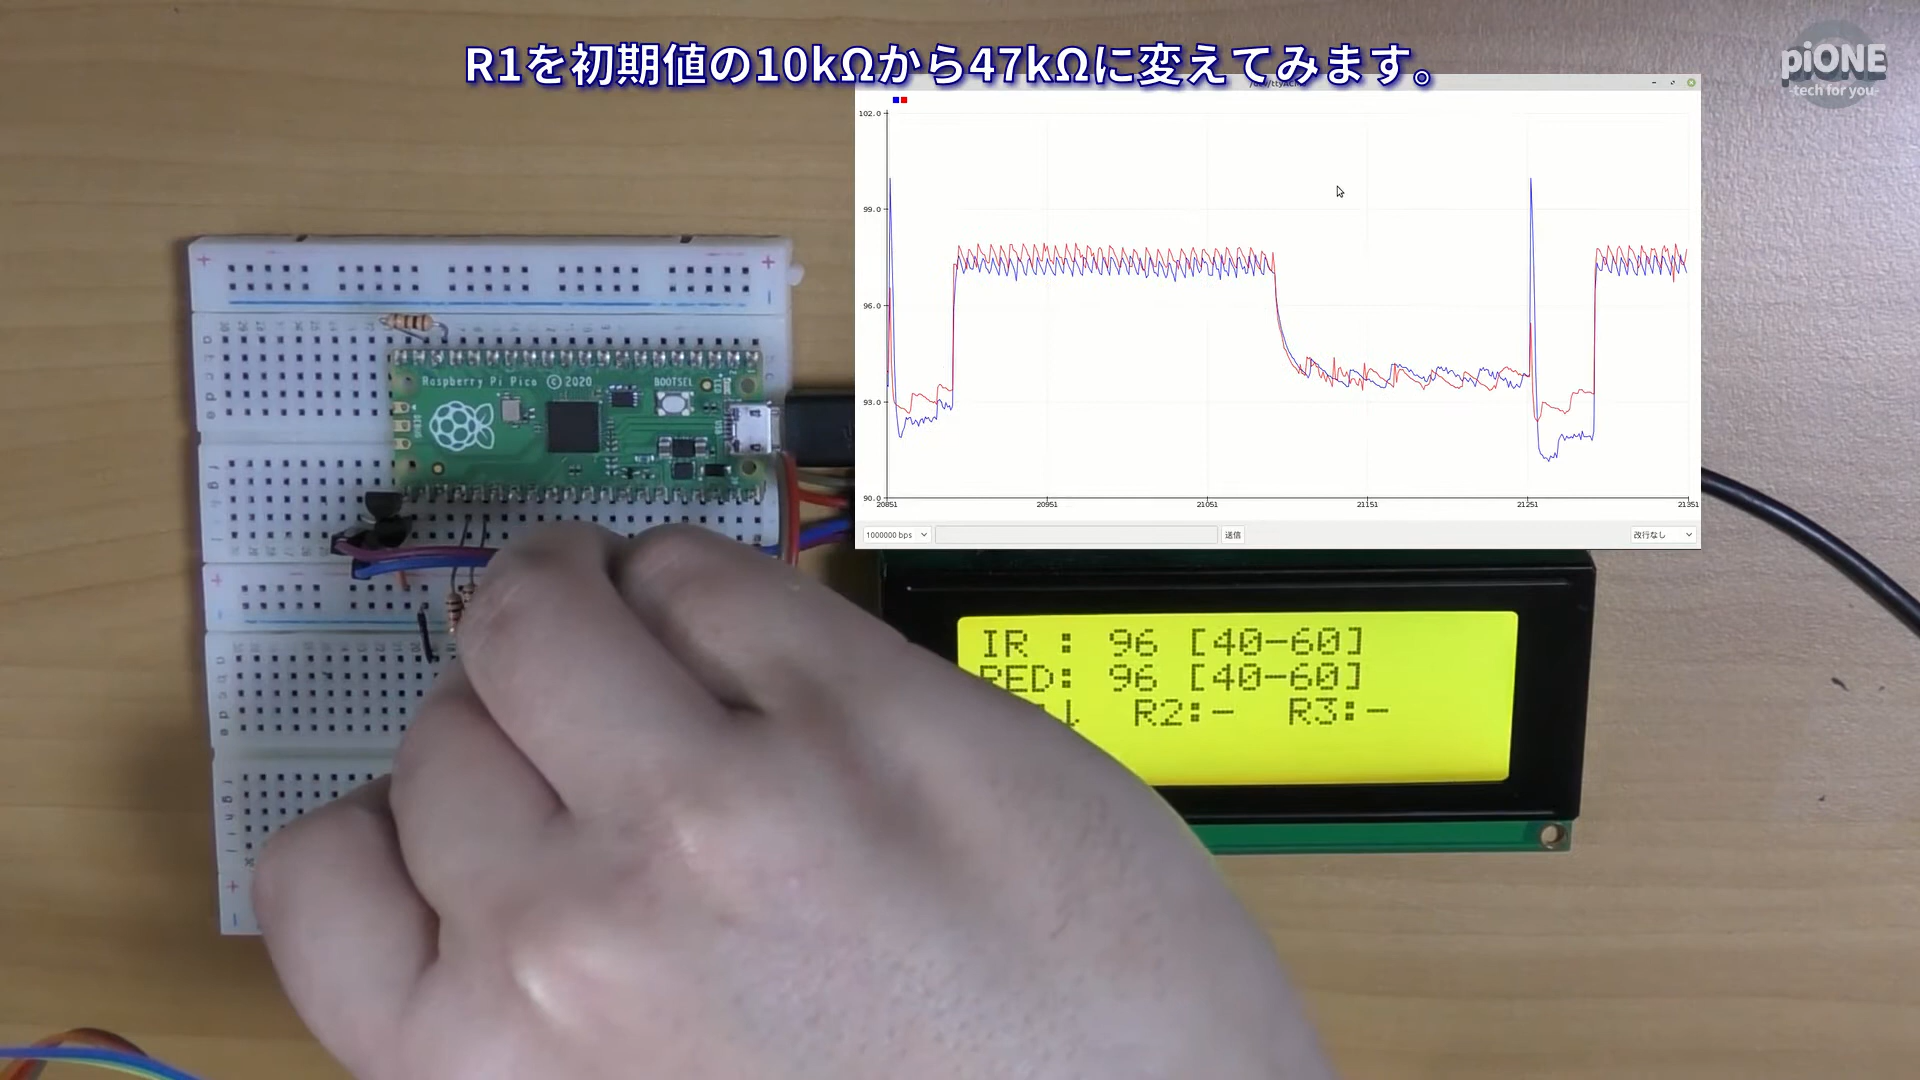 R1を初期値の10kΩから47kΩに変えてみます。
piONE
-tech for you-
102.0
99.0
96.0
93.0
90.0
20851
20951
21051
21151
21251
21351
1000000 bps
送信
改行なし
Raspberry Pi Pico © 2020
BOOTSEL
LED
USB
DEBUG
IR : 96 [40-60]
RED: 96 [40-60]
R2:- R3:-